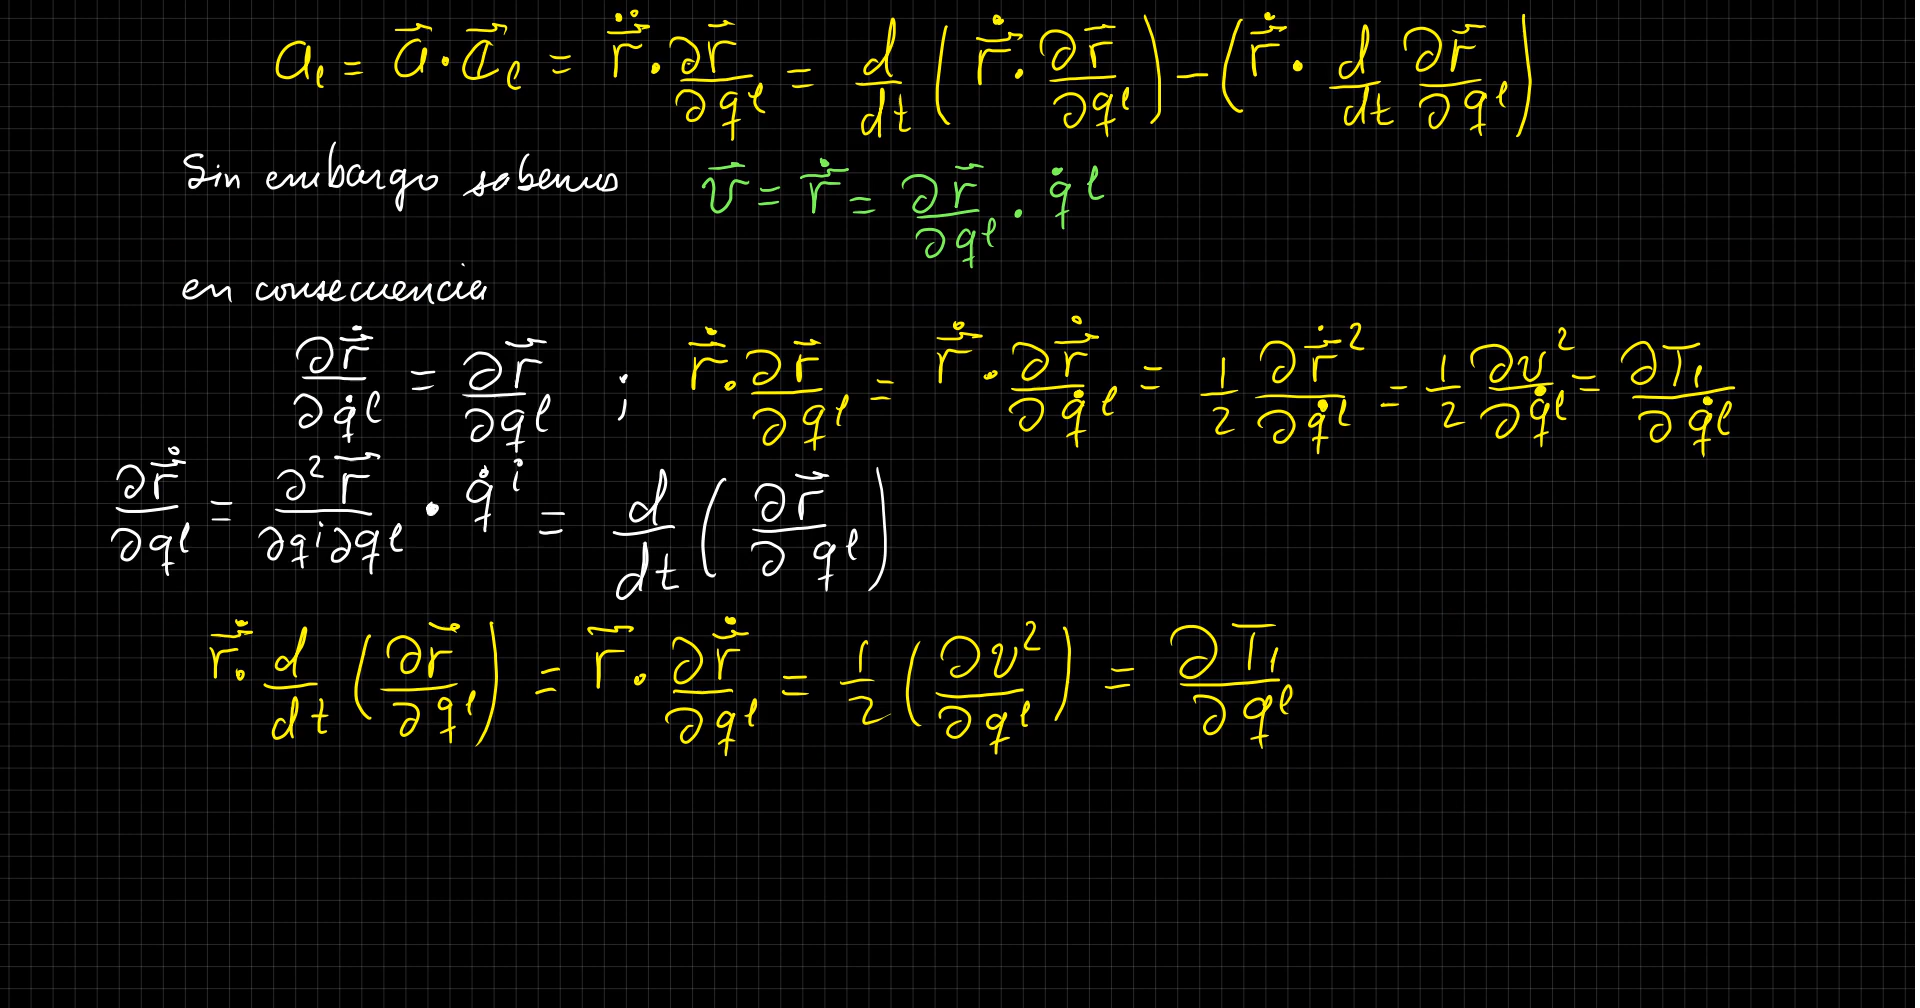 $a_l = \vec{a} \cdot \vec{a}_l = \ddot{\vec{r}} \cdot \frac{\partial \vec{r}}{\partial q^l} = \frac{d}{dt} \left( \dot{\vec{r}} \cdot \frac{\partial \vec{r}}{\partial q^l} \right) - \left( \dot{\vec{r}} \cdot \frac{d}{dt} \frac{\partial \vec{r}}{\partial q^l} \right)$
Sin embargo sabemus $\vec{v} = \dot{\vec{r}} = \frac{\partial \vec{r}}{\partial q^l} \cdot \dot{q}^l$
en consecuencia
$\frac{\partial \dot{\vec{r}}}{\partial \dot{q}^l} = \frac{\partial \vec{r}}{\partial q^l} \; ; \; \dot{\vec{r}} \cdot \frac{\partial \vec{r}}{\partial q^l} = \dot{\vec{r}} \cdot \frac{\partial \dot{\vec{r}}}{\partial \dot{q}^l} = \frac{1}{2} \frac{\partial \dot{\vec{r}}^2}{\partial \dot{q}^l} = \frac{1}{2} \frac{\partial v^2}{\partial \dot{q}^l} = \frac{\partial T_1}{\partial \dot{q}^l}$
$\frac{\partial \dot{\vec{r}}}{\partial q^l} = \frac{\partial^2 \vec{r}}{\partial q^i \partial q^l} \cdot \dot{q}^i = \frac{d}{dt} \left( \frac{\partial \vec{r}}{\partial q^l} \right)$
$\dot{\vec{r}} \cdot \frac{d}{dt} \left( \frac{\partial \vec{r}}{\partial q^l} \right) = \vec{r} \cdot \frac{\partial \dot{\vec{r}}}{\partial q^l} = \frac{1}{2} \left( \frac{\partial v^2}{\partial q^l} \right) = \frac{\partial T_1}{\partial q^l}$